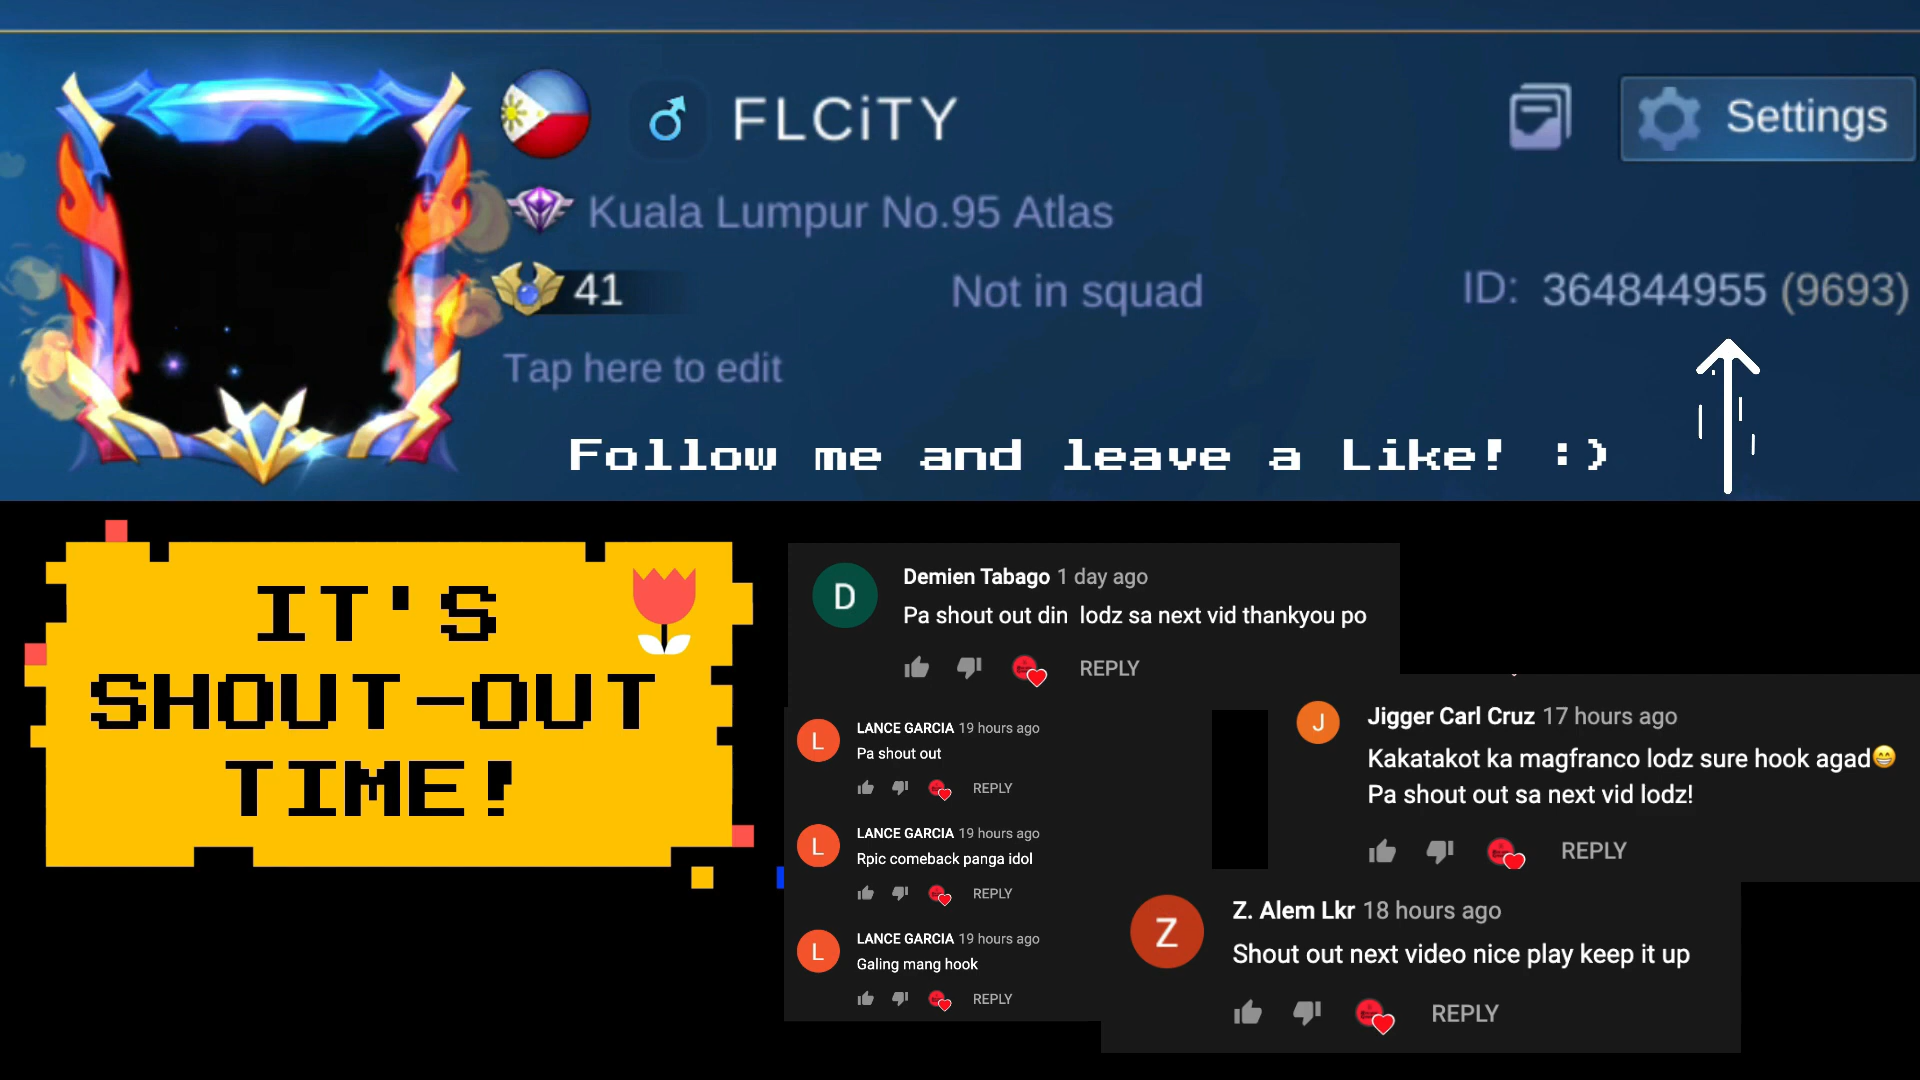 FLCiTY
Settings
Kuala Lumpur No.95 Atlas
41
Not in squad
ID: 364844955 (9693)
Tap here to edit
Follow me and leave a Like! :)
IT'S
SHOUT-OUT
TIME!
D
Demien Tabago 1 day ago
Pa shout out din lodz sa next vid thankyou po
REPLY
L
LANCE GARCIA 19 hours ago
Pa shout out
REPLY
L
LANCE GARCIA 19 hours ago
Rpic comeback panga idol
REPLY
L
LANCE GARCIA 19 hours ago
Galing mang hook
REPLY
J
Jigger Carl Cruz 17 hours ago
Kakatakot ka magfranco lodz sure hook agad😁
Pa shout out sa next vid lodz!
REPLY
Z
Z. Alem Lkr 18 hours ago
Shout out next video nice play keep it up
REPLY